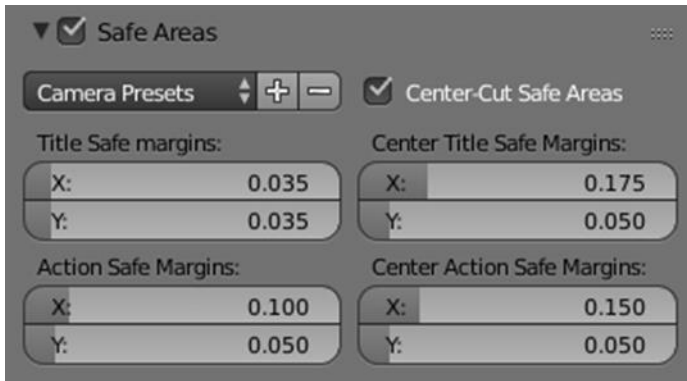 Safe Areas
Camera Presets
Center-Cut Safe Areas
Title Safe margins:
X: 0.035
Y: 0.035
Center Title Safe Margins:
X: 0.175
Y: 0.050
Action Safe Margins:
X: 0.100
Y: 0.050
Center Action Safe Margins:
X: 0.150
Y: 0.050